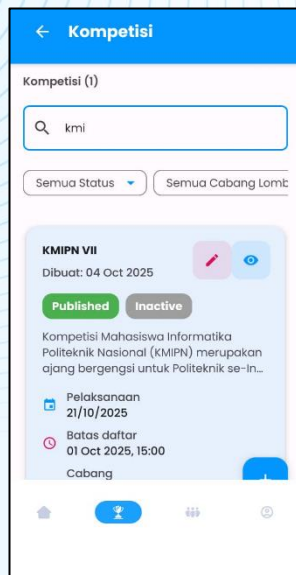 Kompetisi
Kompetisi (1)
kmi
Semua Status
Semua Cabang Lomb
KMIPN VII
Dibuat: 04 Oct 2025
Published
Inactive
Kompetisi Mahasiswa Informatika
Politeknik Nasional (KMIPN) merupakan
ajang bergengsi untuk Politeknik se-In...
Pelaksanaan
21/10/2025
Batas daftar
01 Oct 2025, 15:00
Cabang